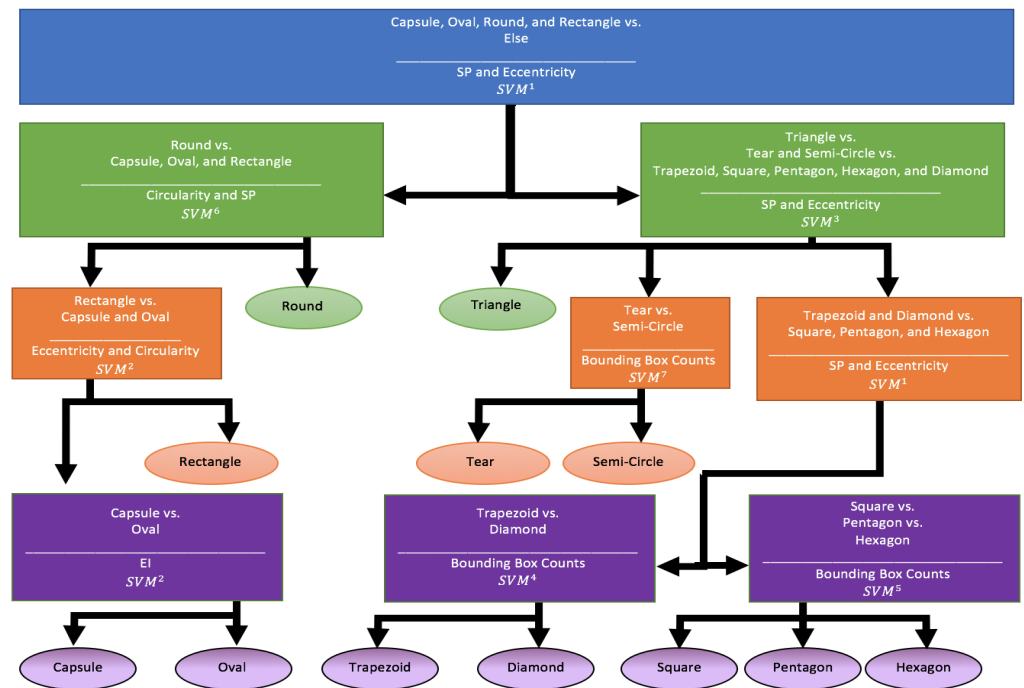 Capsule, Oval, Round, and Rectangle vs.
Else
SP and Eccentricity
SVM¹
Round vs.
Capsule, Oval, and Rectangle
Circularity and SP
SVM⁶
Triangle vs.
Tear and Semi-Circle vs.
Trapezoid, Square, Pentagon, Hexagon, and Diamond
SP and Eccentricity
SVM³
Rectangle vs.
Capsule and Oval
Eccentricity and Circularity
SVM²
Round
Triangle
Tear vs.
Semi-Circle
Bounding Box Counts
SVM⁷
Trapezoid and Diamond vs.
Square, Pentagon, and Hexagon
SP and Eccentricity
SVM¹
Rectangle
Tear
Semi-Circle
Capsule vs.
Oval
EI
SVM²
Trapezoid vs.
Diamond
Bounding Box Counts
SVM⁴
Square vs.
Pentagon vs.
Hexagon
Bounding Box Counts
SVM⁵
Capsule
Oval
Trapezoid
Diamond
Square
Pentagon
Hexagon